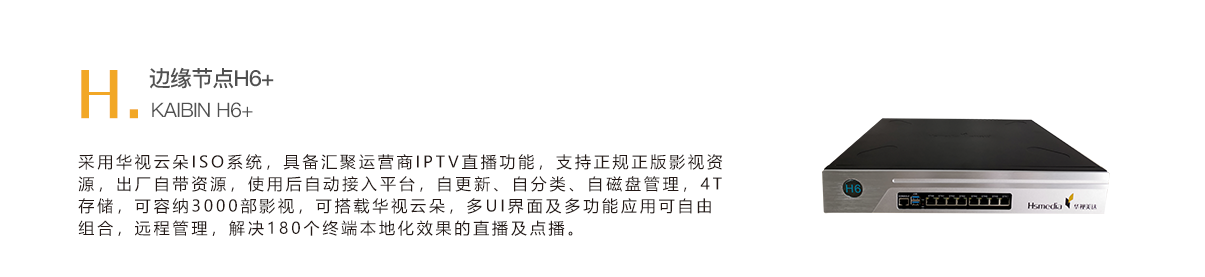 H.
边缘节点H6+
KAIBIN H6+
采用华视云朵ISO系统，具备汇聚运营商IPTV直播功能，支持正规正版影视资
源，出厂自带资源，使用后自动接入平台，自更新、自分类、自磁盘管理，4T
存储，可容纳3000部影视，可搭载华视云朵，多UI界面及多功能应用可自由
组合，远程管理，解决180个终端本地化效果的直播及点播。
H6
Hsmedia 华视美达